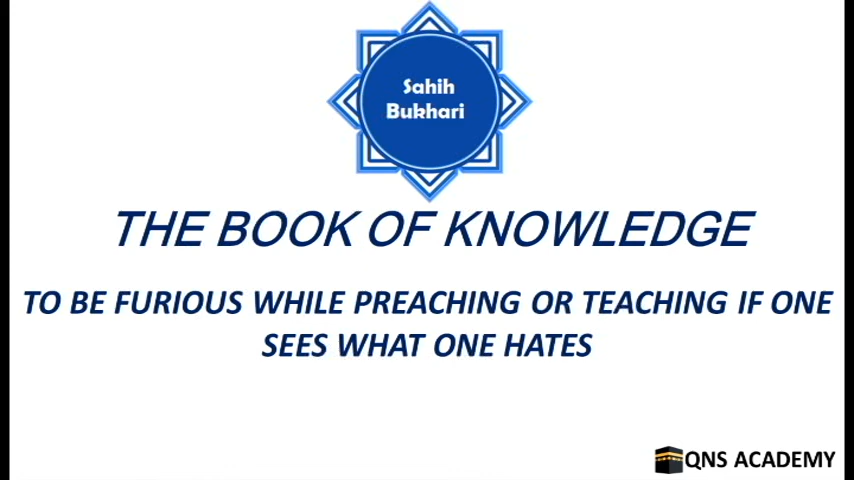 Sahih
Bukhari
THE BOOK OF KNOWLEDGE
TO BE FURIOUS WHILE PREACHING OR TEACHING IF ONE
SEES WHAT ONE HATES
QNS ACADEMY